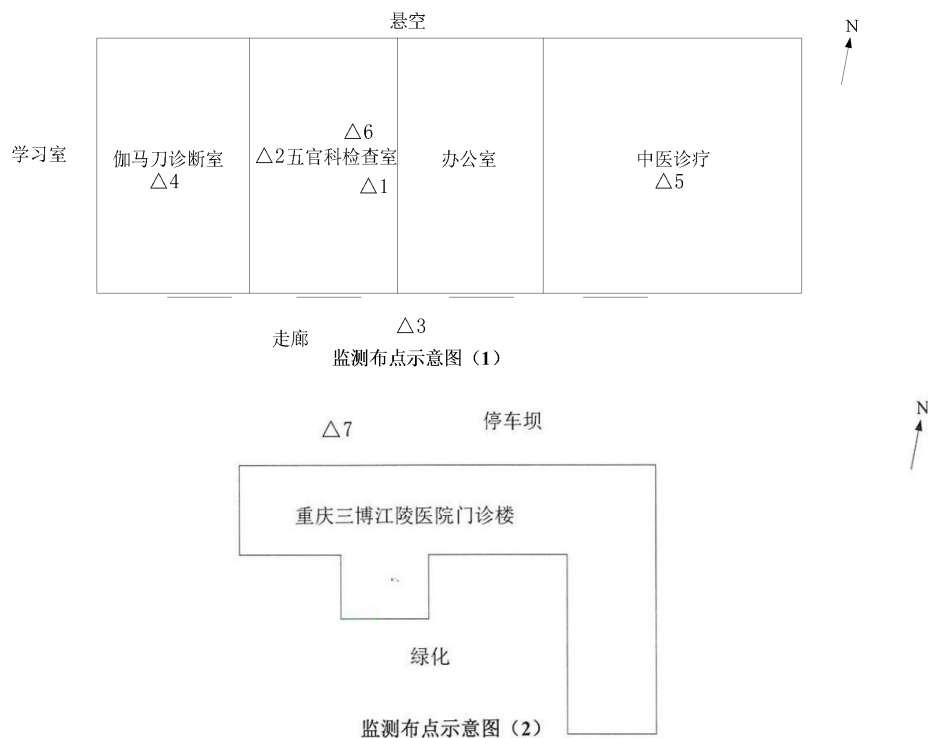 悬空
N
△6
学习室
伽马刀诊断室
△2五官科检查室
办公室
中医诊疗
△4
△1
△5
走廊
△3
监测布点示意图（1）
N
△7
停车坝
重庆三博江陵医院门诊楼
绿化
监测布点示意图（2）